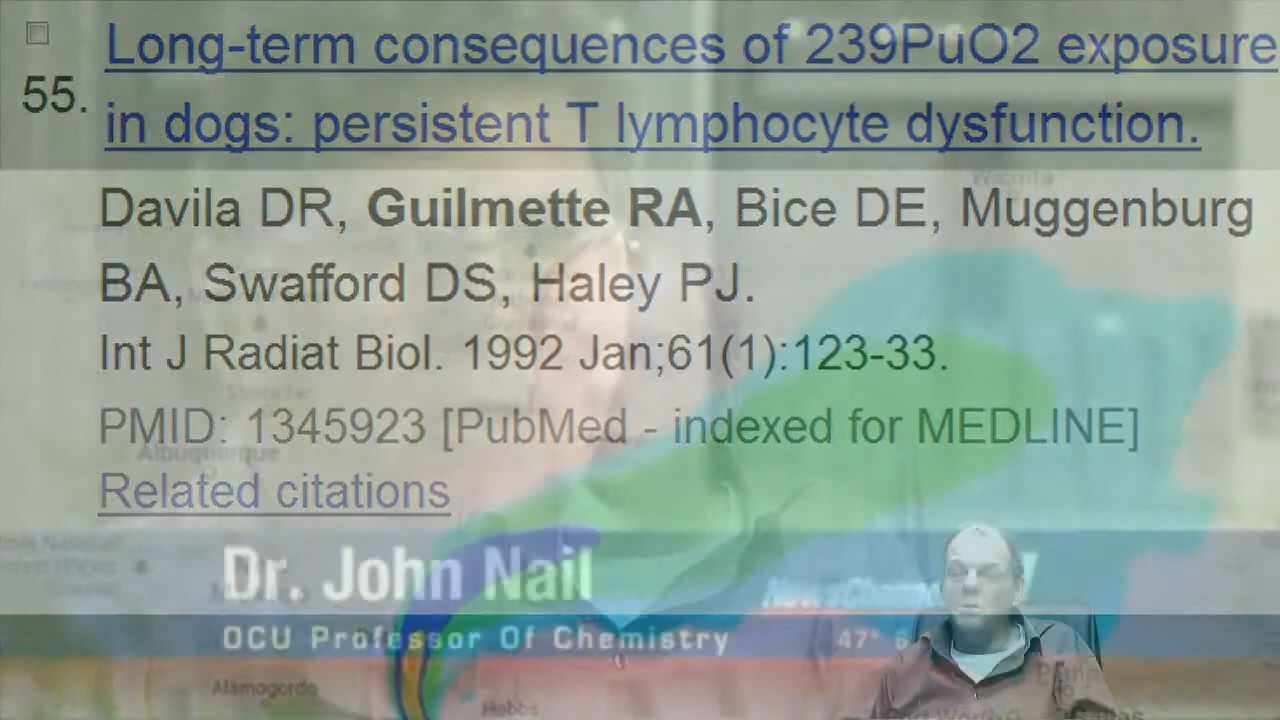 Long-term consequences of 239PuO2 exposure
55.
in dogs: persistent T lymphocyte dysfunction.
Davila DR, Guilmette RA, Bice DE, Muggenburg
BA, Swafford DS, Haley PJ.
Int J Radiat Biol. 1992 Jan;61(1):123-33.
PMID: 1345923 [PubMed - indexed for MEDLINE]
Albuquerque
Related citations
Dr. John Nail
OCU Professor Of Chemistry
47°
Alamogordo
Hobbs
Wichita